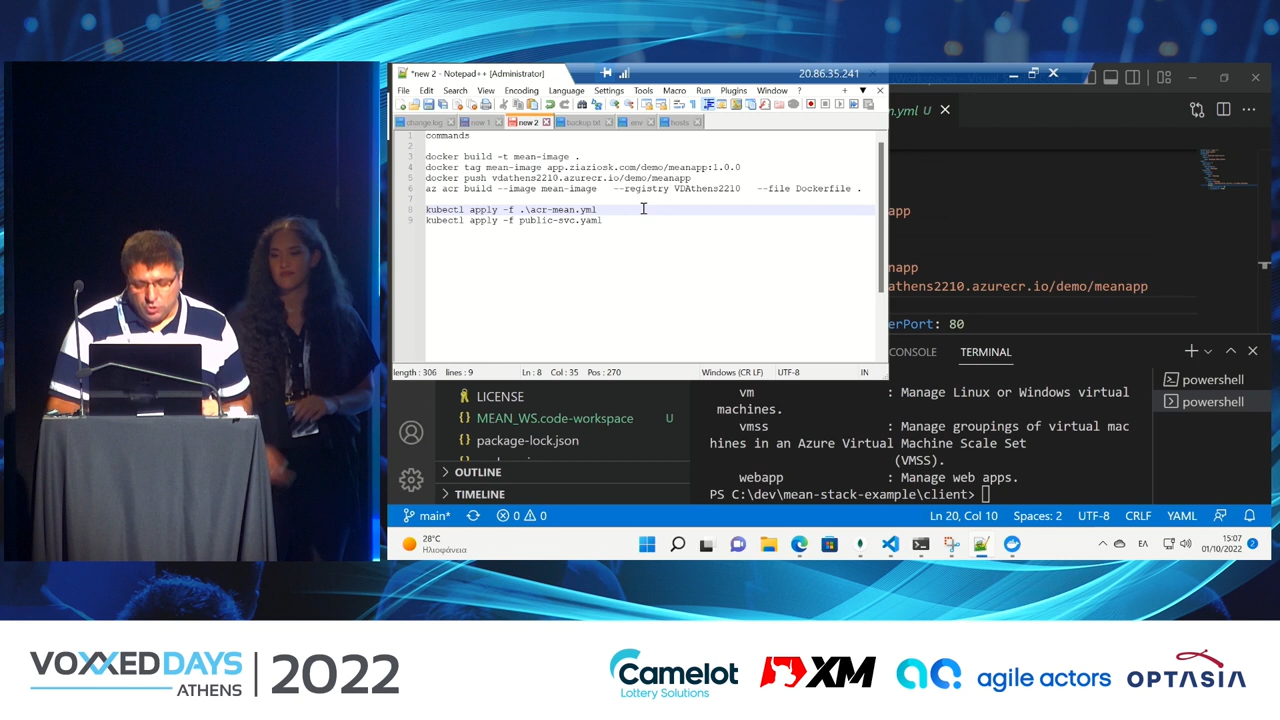 *new 2 - Notepad++ [Administrator]
20.86.35.241
File Edit Search View Encoding Language Settings Tools Macro Run Plugins Window ?
change.log new 1 new 2 backup.txt env hosts
1 commands
2
3 docker build -t mean-image .
4 docker tag mean-image app.ziaziosk.com/demo/meanapp:1.0.0
5 docker push vdathens2210.azurecr.io/demo/meanapp
6 az acr build --image mean-image --registry VDAthens2210 --file Dockerfile .
7
8 kubectl apply -f .\acr-mean.yml
9 kubectl apply -f public-svc.yaml
length : 306 lines : 9 Ln : 8 Col : 35 Pos : 270 Windows (CR LF) UTF-8 IN
n.yml U
app
napp
athens2210.azurecr.io/demo/meanapp
erPort: 80
CONSOLE TERMINAL
powershell
powershell
LICENSE
{} MEAN_WS.code-workspace U
{} package-lock.json
OUTLINE
TIMELINE
vm : Manage Linux or Windows virtual
machines.
vmss : Manage groupings of virtual mac
hines in an Azure Virtual Machine Scale Set
(VMSS).
webapp : Manage web apps.
PS C:\dev\mean-stack-example\client>
main* 0 0 Ln 20, Col 10 Spaces: 2 UTF-8 CRLF YAML
28°C
Ηλιοφάνεια
ΕΛ
15:07
01/10/2022
2
VOXXED DAYS
ATHENS
2022
Camelot
Lottery Solutions
XM
agile actors
OPTASIA